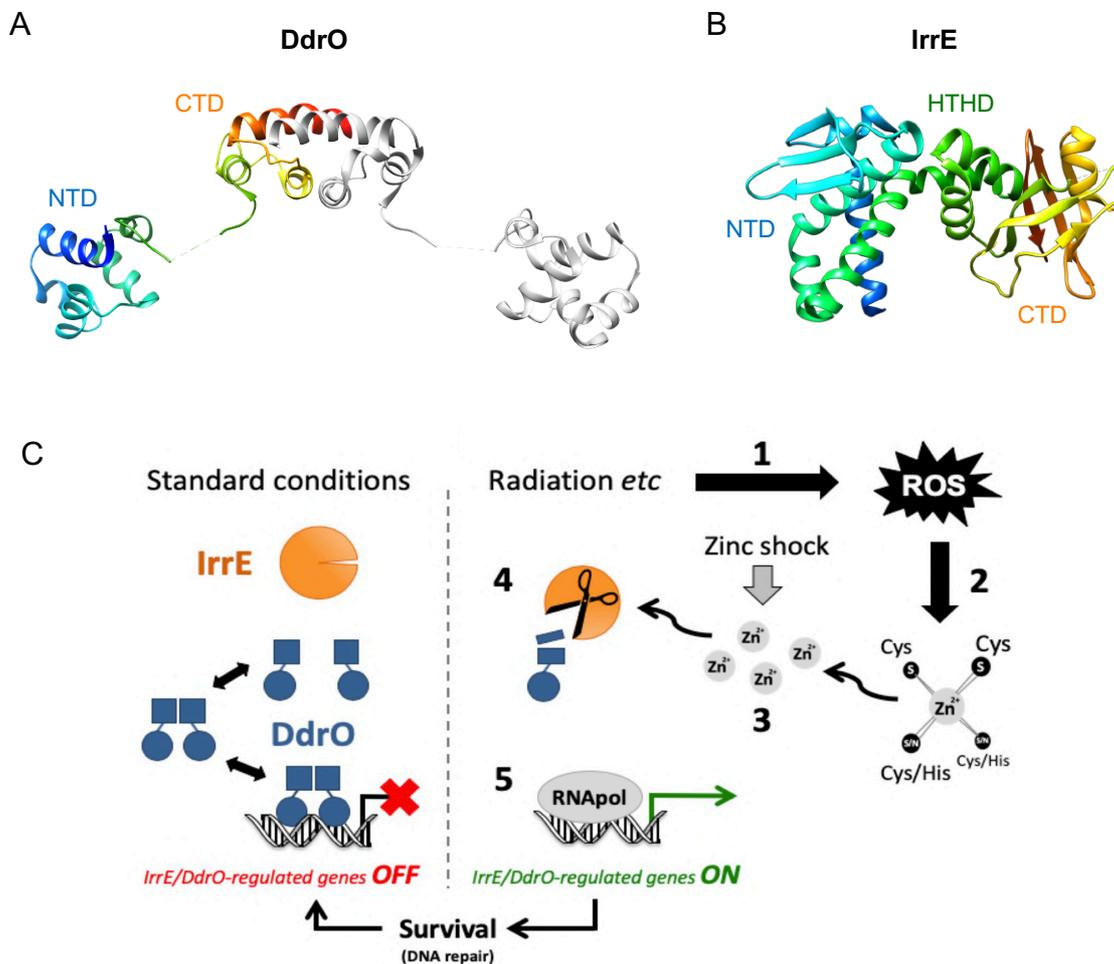 A
DdrO
CTD
NTD
B
IrrE
HTHD
NTD
CTD
C
Standard conditions
IrrE
DdrO
IrrE/DdrO-regulated genes OFF
Radiation etc
1
ROS
2
Zinc shock
Zn2+
Zn2+
Zn2+
Zn2+
3
Cys
Cys
S
S
Zn2+
S/N
S/N
Cys/His
Cys/His
4
5
RNApol
IrrE/DdrO-regulated genes ON
Survival
(DNA repair)